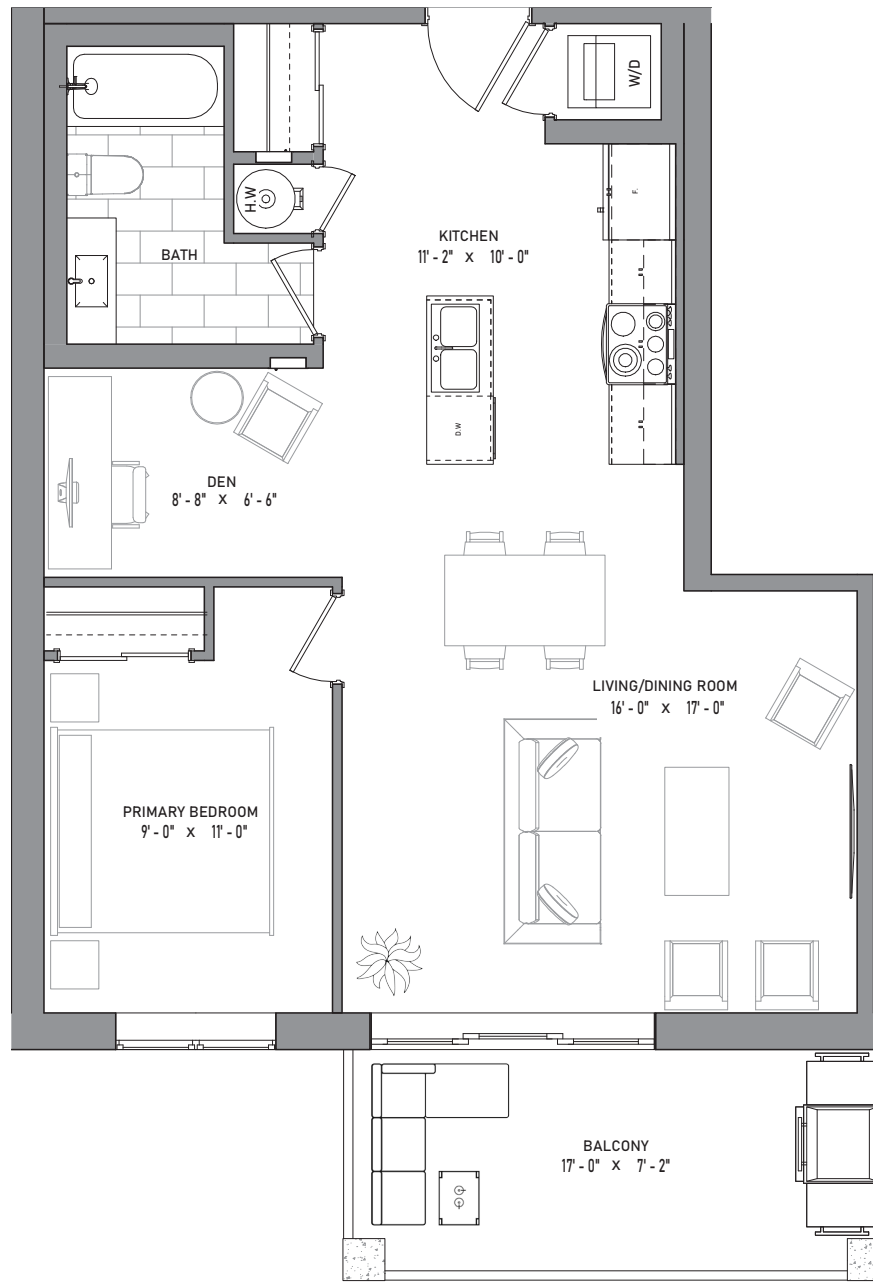 W/D
H.W
F.
KITCHEN
11' - 2" x 10' - 0"
BATH
D.W
DEN
8' - 8" x 6' - 6"
LIVING/DINING ROOM
16' - 0" x 17' - 0"
PRIMARY BEDROOM
9' - 0" x 11' - 0"
BALCONY
17' - 0" x 7' - 2"